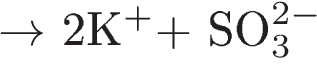 → 2K⁺ + SO₃²⁻